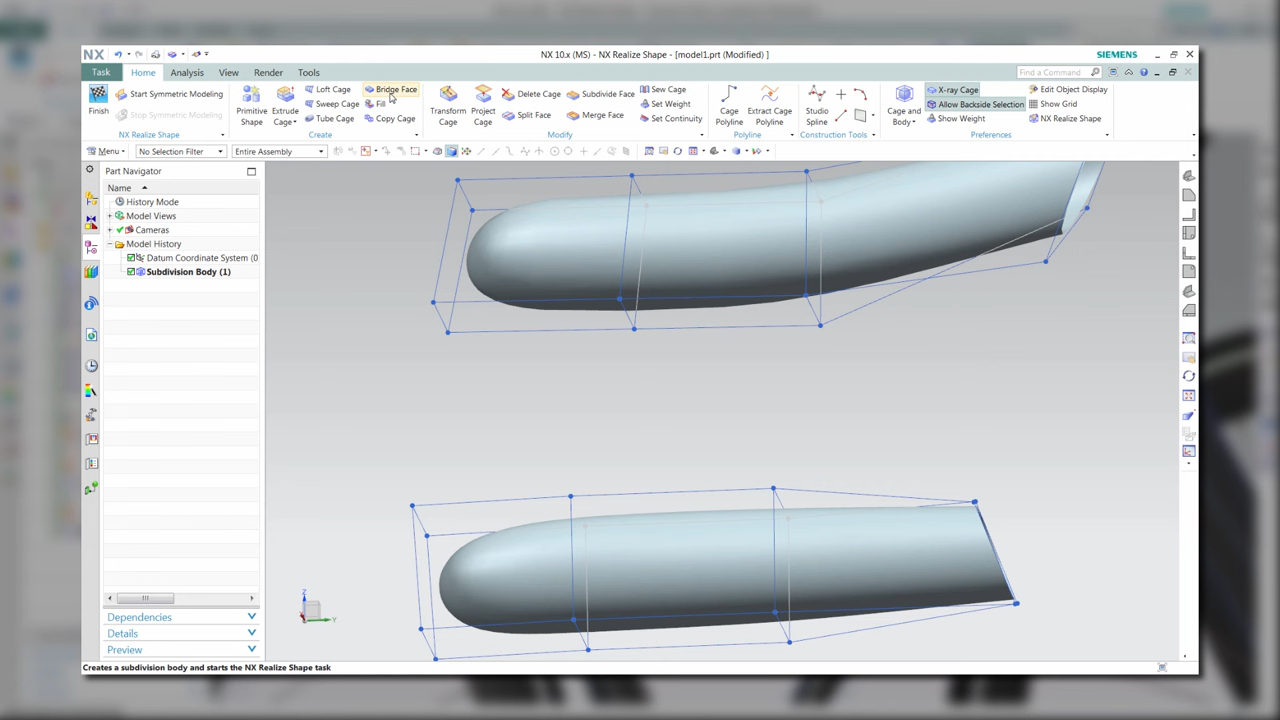 NX
NX 10.x (MS) - NX Realize Shape - [model1.prt (Modified) ]
SIEMENS
Task Home Analysis View Render Tools
Find a Command
Finish
Start Symmetric Modeling
Stop Symmetric Modeling
NX Realize Shape
Primitive Shape
Extrude Cage
Loft Cage
Sweep Cage
Tube Cage
Bridge Face
Fill
Copy Cage
Create
Transform Cage
Project Cage
Delete Cage
Split Face
Subdivide Face
Merge Face
Sew Cage
Set Weight
Set Continuity
Modify
Cage Polyline
Extract Cage Polyline
Polyline
Studio Spline
Construction Tools
Cage and Body
X-ray Cage
Allow Backside Selection
Show Weight
Edit Object Display
Show Grid
NX Realize Shape
Preferences
Menu
No Selection Filter
Entire Assembly
Part Navigator
Name
History Mode
Model Views
Cameras
Model History
Datum Coordinate System (0
Subdivision Body (1)
Dependencies
Details
Preview
Z
Y
Creates a subdivision body and starts the NX Realize Shape task